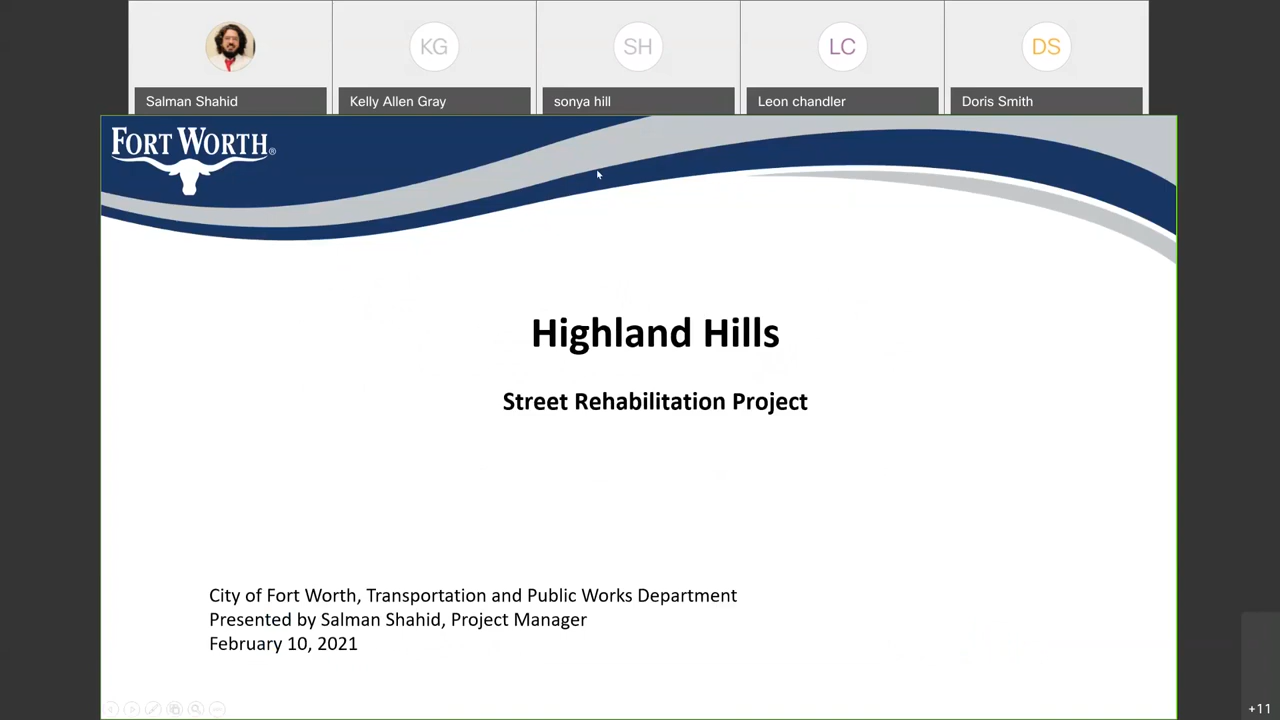 KG
SH
LC
DS
Salman Shahid
Kelly Allen Gray
sonya hill
Leon chandler
Doris Smith
FORT WORTH®
Highland Hills
Street Rehabilitation Project
City of Fort Worth, Transportation and Public Works Department
Presented by Salman Shahid, Project Manager
February 10, 2021
+11